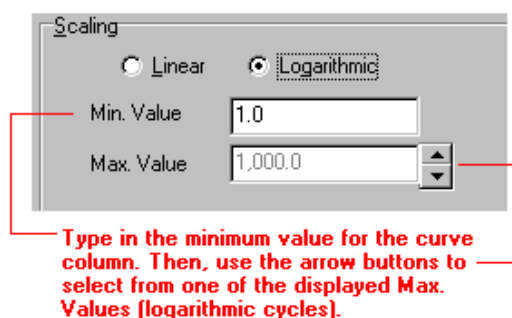 Scaling
Linear Logarithmic
Min. Value 1.0
Max. Value 1,000.0
Type in the minimum value for the curve
column. Then, use the arrow buttons to
select from one of the displayed Max.
Values (logarithmic cycles).